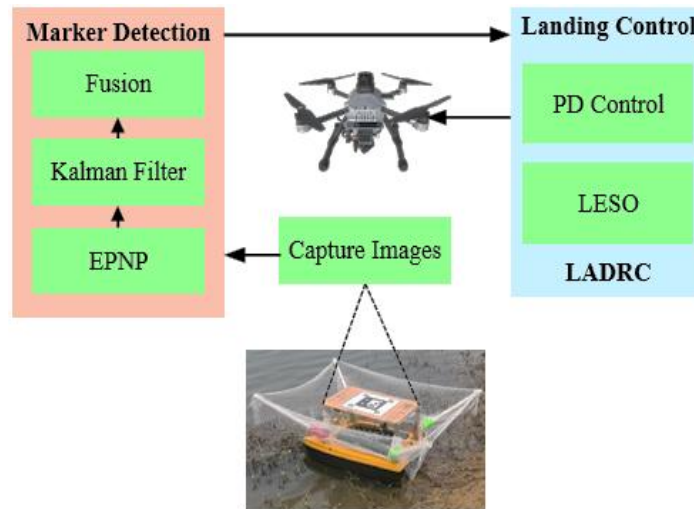 Marker Detection
Fusion
Kalman Filter
EPNP
Capture Images
Landing Control
PD Control
LESO
LADRC